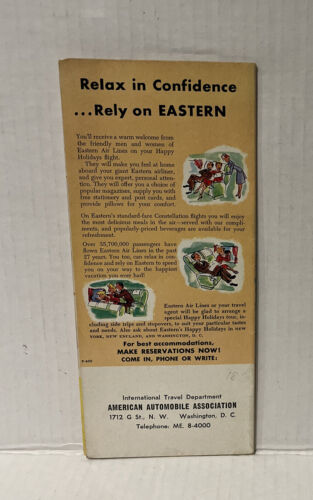 Relax in Confidence
...Rely on EASTERN
You'll receive a warm welcome from
the friendly men and women of
Eastern Air Lines on your Happy
Holidays flight.
They will make you feel at home
aboard your giant Eastern airliner,
and give you expert, personal atten-
tion. They will offer you a choice of
popular magazines, supply you with
free stationery and post cards, and
provide pillows for your comfort.
On Eastern's standard-fare Constellation flights you will enjoy
the most delicious meals in the air—served with our compli-
ments, and popularly-priced beverages are available for your
refreshment.
Over 35,700,000 passengers have
flown Eastern Air Lines in the past
27 years. You, too, can relax in con-
fidence and rely on Eastern to speed
you on your way to the happiest
vacation you ever had!
Eastern Air Lines or your travel
agent will be glad to arrange a
special Happy Holidays tour, in-
cluding side trips and stopovers, to suit your particular tastes
and needs. Also ask about Eastern's Happy Holidays in NEW
YORK, NEW ENGLAND, AND WASHINGTON, D. C.
For best accommodations,
MAKE RESERVATIONS NOW!
COME IN, PHONE OR WRITE:
International Travel Department
AMERICAN AUTOMOBILE ASSOCIATION
1712 G St., N. W. Washington, D. C.
Telephone: ME. 8-4000